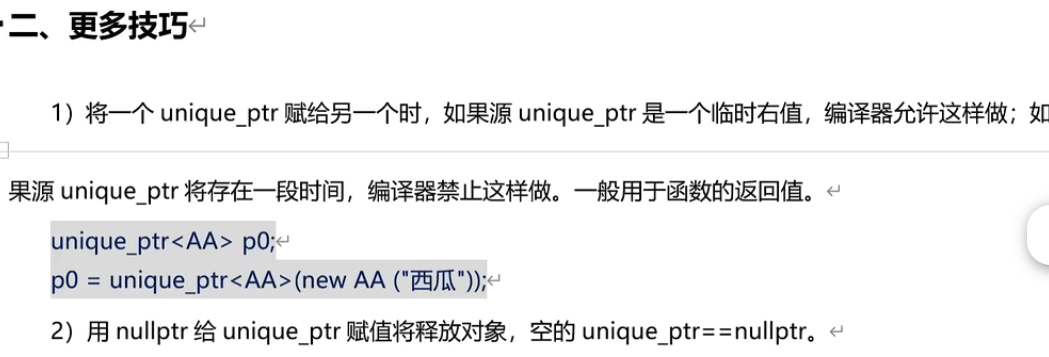 二、更多技巧↵
1）将一个 unique_ptr 赋给另一个时，如果源 unique_ptr 是一个临时右值，编译器允许这样做；如
果源 unique_ptr 将存在一段时间，编译器禁止这样做。一般用于函数的返回值。↵
unique_ptr<AA> p0;↵
p0 = unique_ptr<AA>(new AA ("西瓜"));↵
2）用 nullptr 给 unique_ptr 赋值将释放对象，空的 unique_ptr==nullptr。↵